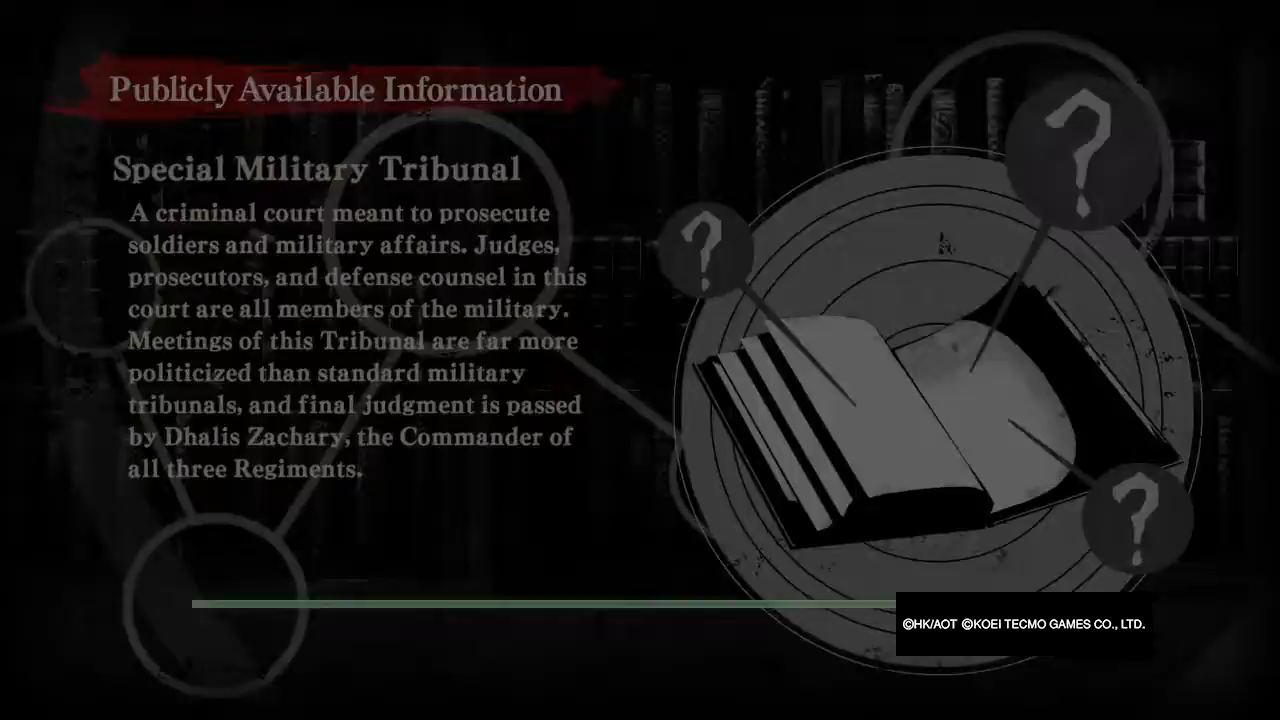 Publicly Available Information
Special Military Tribunal
A criminal court meant to prosecute
soldiers and military affairs. Judges,
prosecutors, and defense counsel in this
court are all members of the military.
Meetings of this Tribunal are far more
politicized than standard military
tribunals, and final judgment is passed
by Dhalis Zachary, the Commander of
all three Regiments.
?
?
?
©HK/AOT ©KOEI TECMO GAMES CO., LTD.